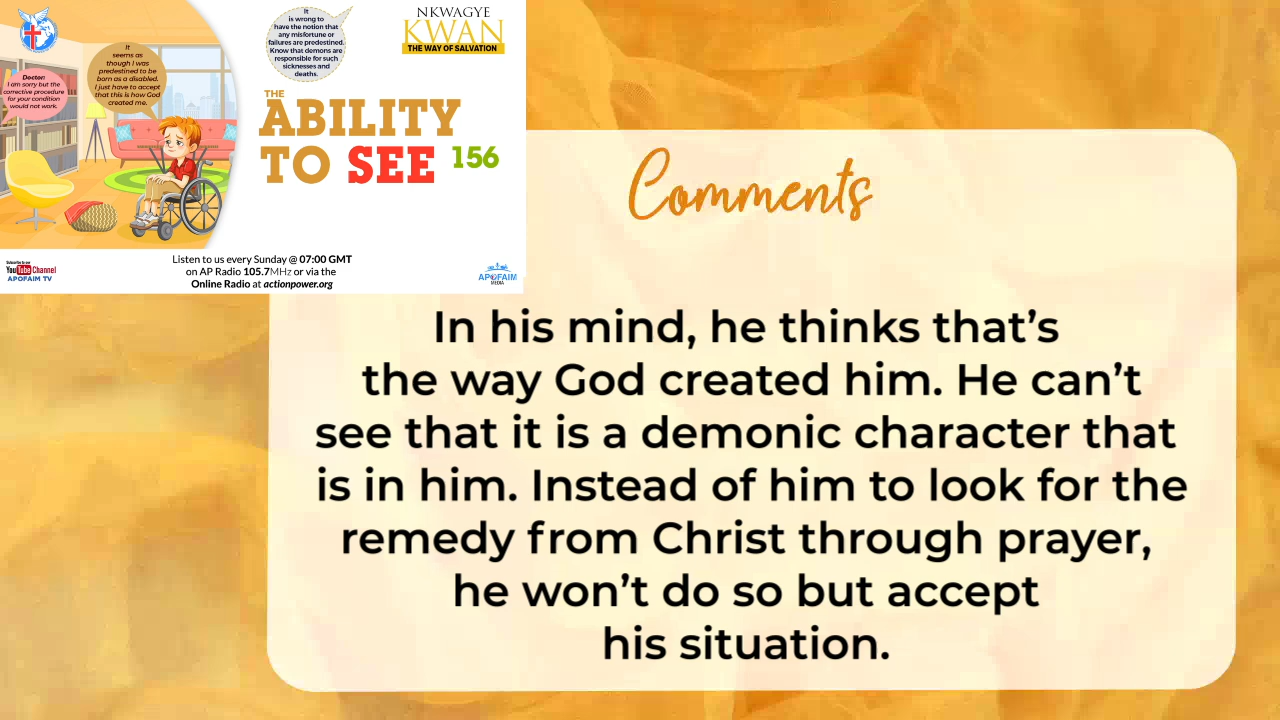 Doctor:
I am sorry but the
corrective procedure
for your condition
would not work.
It
seems as
though I was
predestined to be
born as a disabled.
I just have to accept
that this is how God
created me.
It
is wrong to
have the notion that
any misfortune or
failures are predestined.
Know that demons are
responsible for such
sicknesses and
deaths.
NKWAGYE
KWAN
THE WAY OF SALVATION
THE
ABILITY
TO SEE 156
Subscribe to our
YouTube Channel
APOFAIM TV
Listen to us every Sunday @ 07:00 GMT
on AP Radio 105.7MHz or via the
Online Radio at actionpower.org
APOFAIM
MEDIA
Comments
In his mind, he thinks that’s
the way God created him. He can’t
see that it is a demonic character that
is in him. Instead of him to look for the
remedy from Christ through prayer,
he won’t do so but accept
his situation.